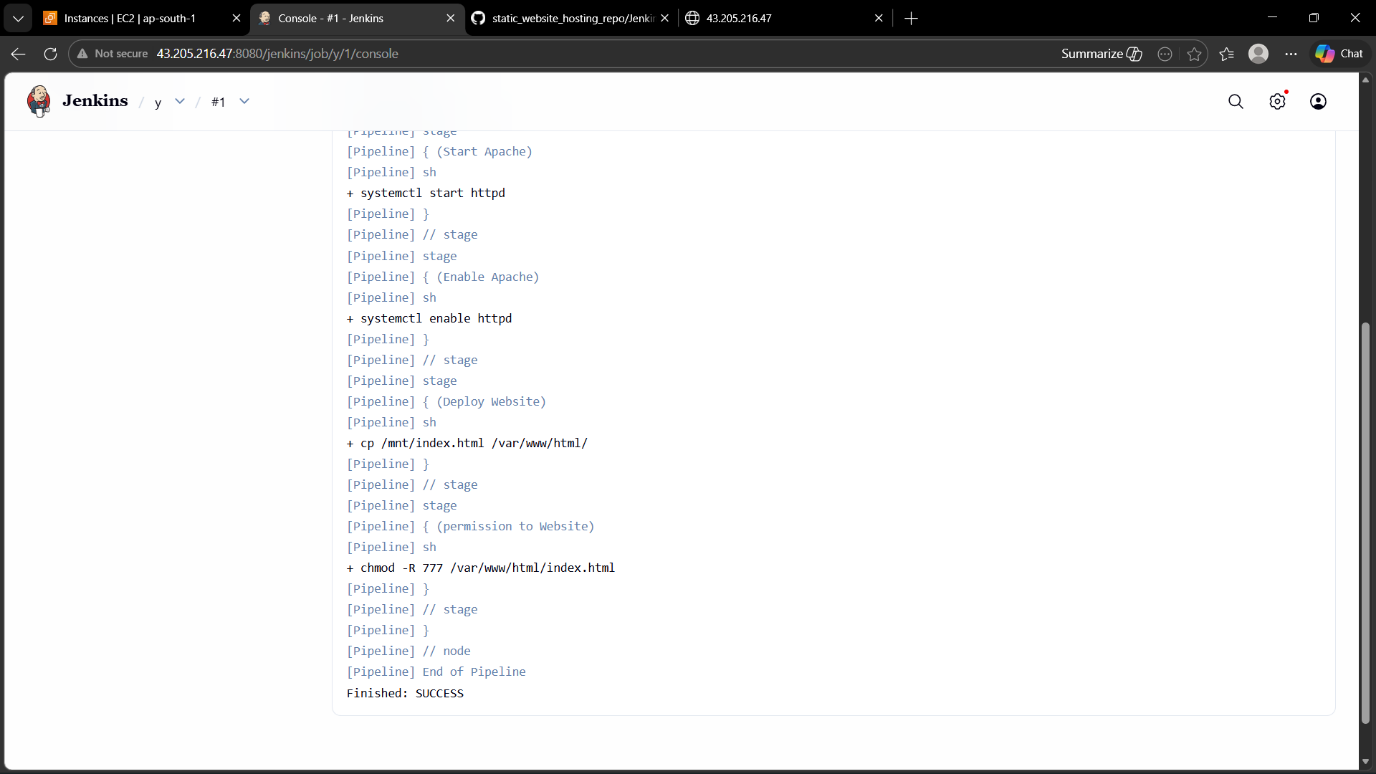 Instances | EC2 | ap-south-1
Console - #1 - Jenkins
static_website_hosting_repo/Jenkin
43.205.216.47
Not secure 43.205.216.47:8080/jenkins/job/y/1/console
Summarize
Chat
Jenkins / y / #1
[Pipeline] stage
[Pipeline] { (Start Apache)
[Pipeline] sh
+ systemctl start httpd
[Pipeline] }
[Pipeline] // stage
[Pipeline] stage
[Pipeline] { (Enable Apache)
[Pipeline] sh
+ systemctl enable httpd
[Pipeline] }
[Pipeline] // stage
[Pipeline] stage
[Pipeline] { (Deploy Website)
[Pipeline] sh
+ cp /mnt/index.html /var/www/html/
[Pipeline] }
[Pipeline] // stage
[Pipeline] stage
[Pipeline] { (permission to Website)
[Pipeline] sh
+ chmod -R 777 /var/www/html/index.html
[Pipeline] }
[Pipeline] // stage
[Pipeline] }
[Pipeline] // node
[Pipeline] End of Pipeline
Finished: SUCCESS